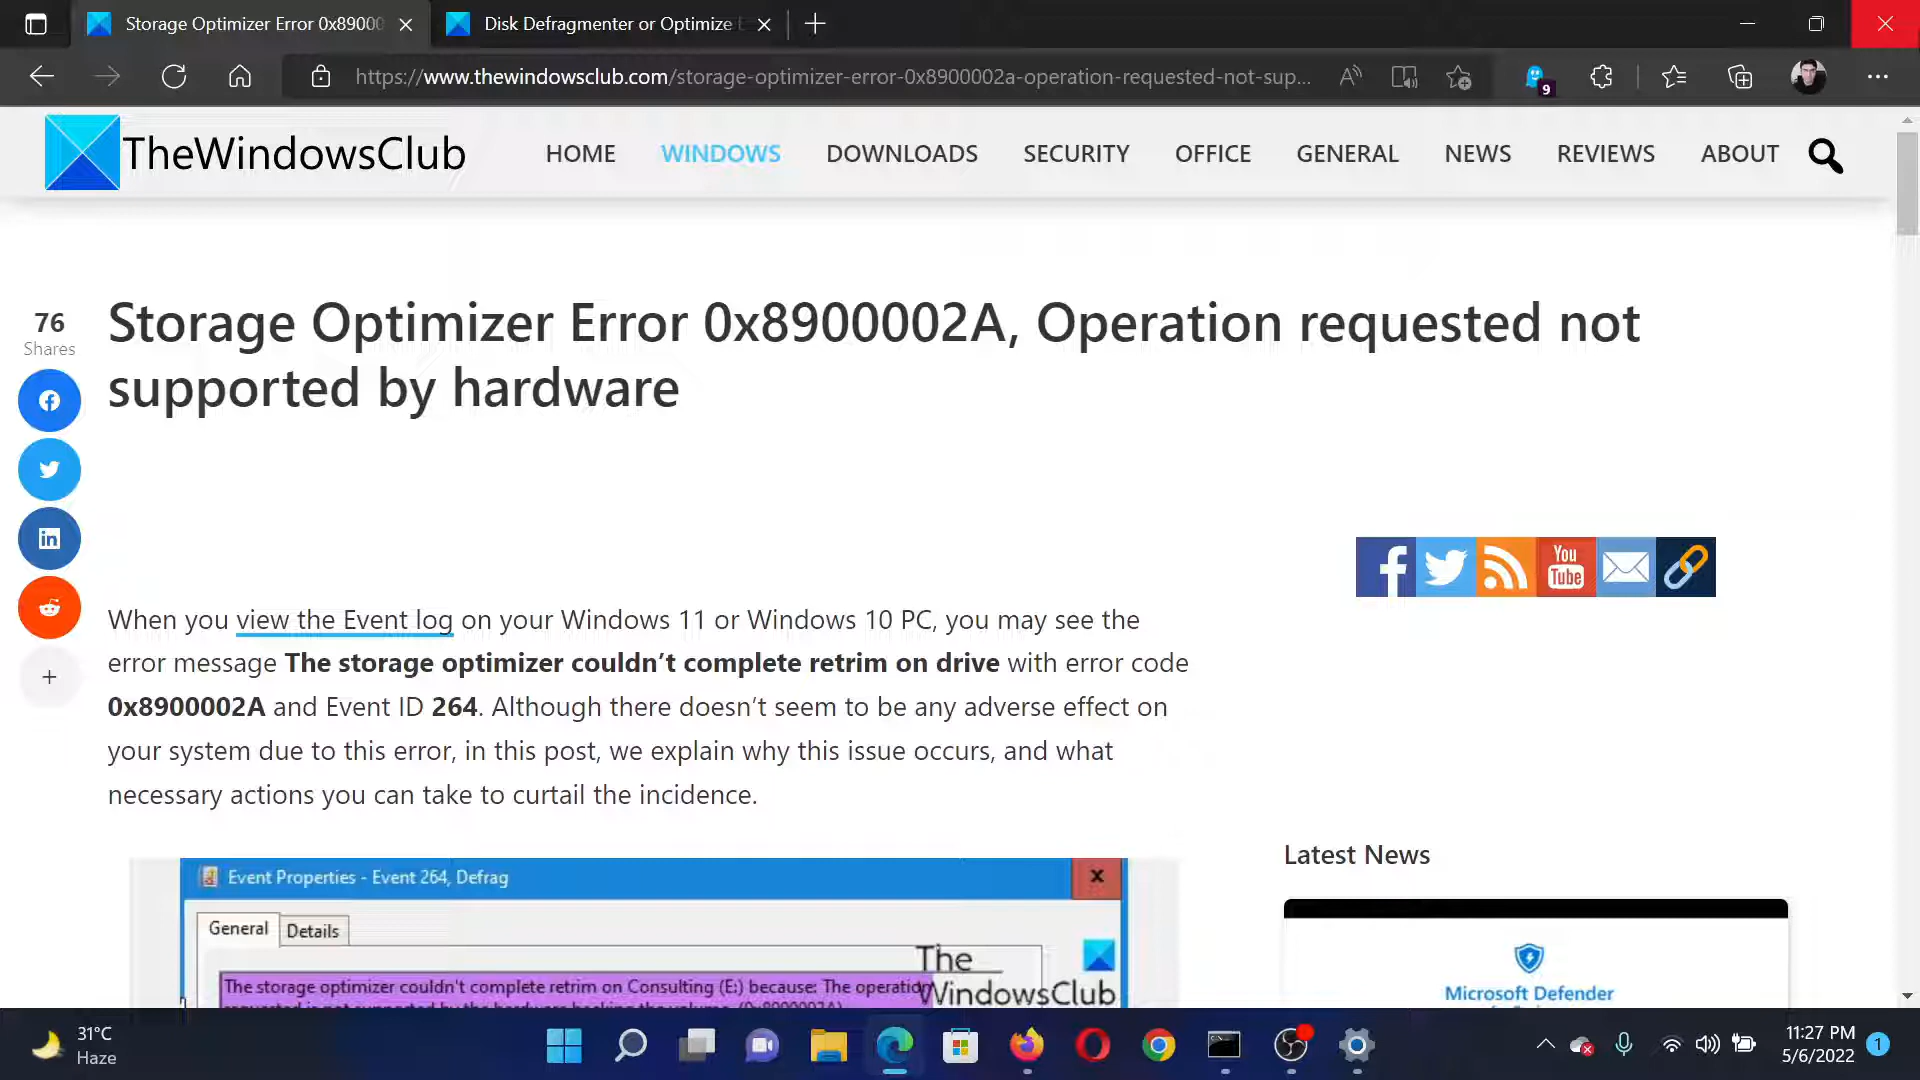 Storage Optimizer Error 0x8900
Disk Defragmenter or Optimize
https://www.thewindowsclub.com/storage-optimizer-error-0x8900002a-operation-requested-not-sup...
9
TheWindowsClub
HOME
WINDOWS
DOWNLOADS
SECURITY
OFFICE
GENERAL
NEWS
REVIEWS
ABOUT
Storage Optimizer Error 0x8900002A, Operation requested not
supported by hardware
76
Shares
You
Tube
When you view the Event log on your Windows 11 or Windows 10 PC, you may see the
error message The storage optimizer couldn’t complete retrim on drive with error code
0x8900002A and Event ID 264. Although there doesn’t seem to be any adverse effect on
your system due to this error, in this post, we explain why this issue occurs, and what
necessary actions you can take to curtail the incidence.
Latest News
Event Properties - Event 264, Defrag
General
Details
The
WindowsClub
The storage optimizer couldn't complete retrim on Consulting (E:) because: The operation
Microsoft Defender
31°C
Haze
11:27 PM
5/6/2022
1